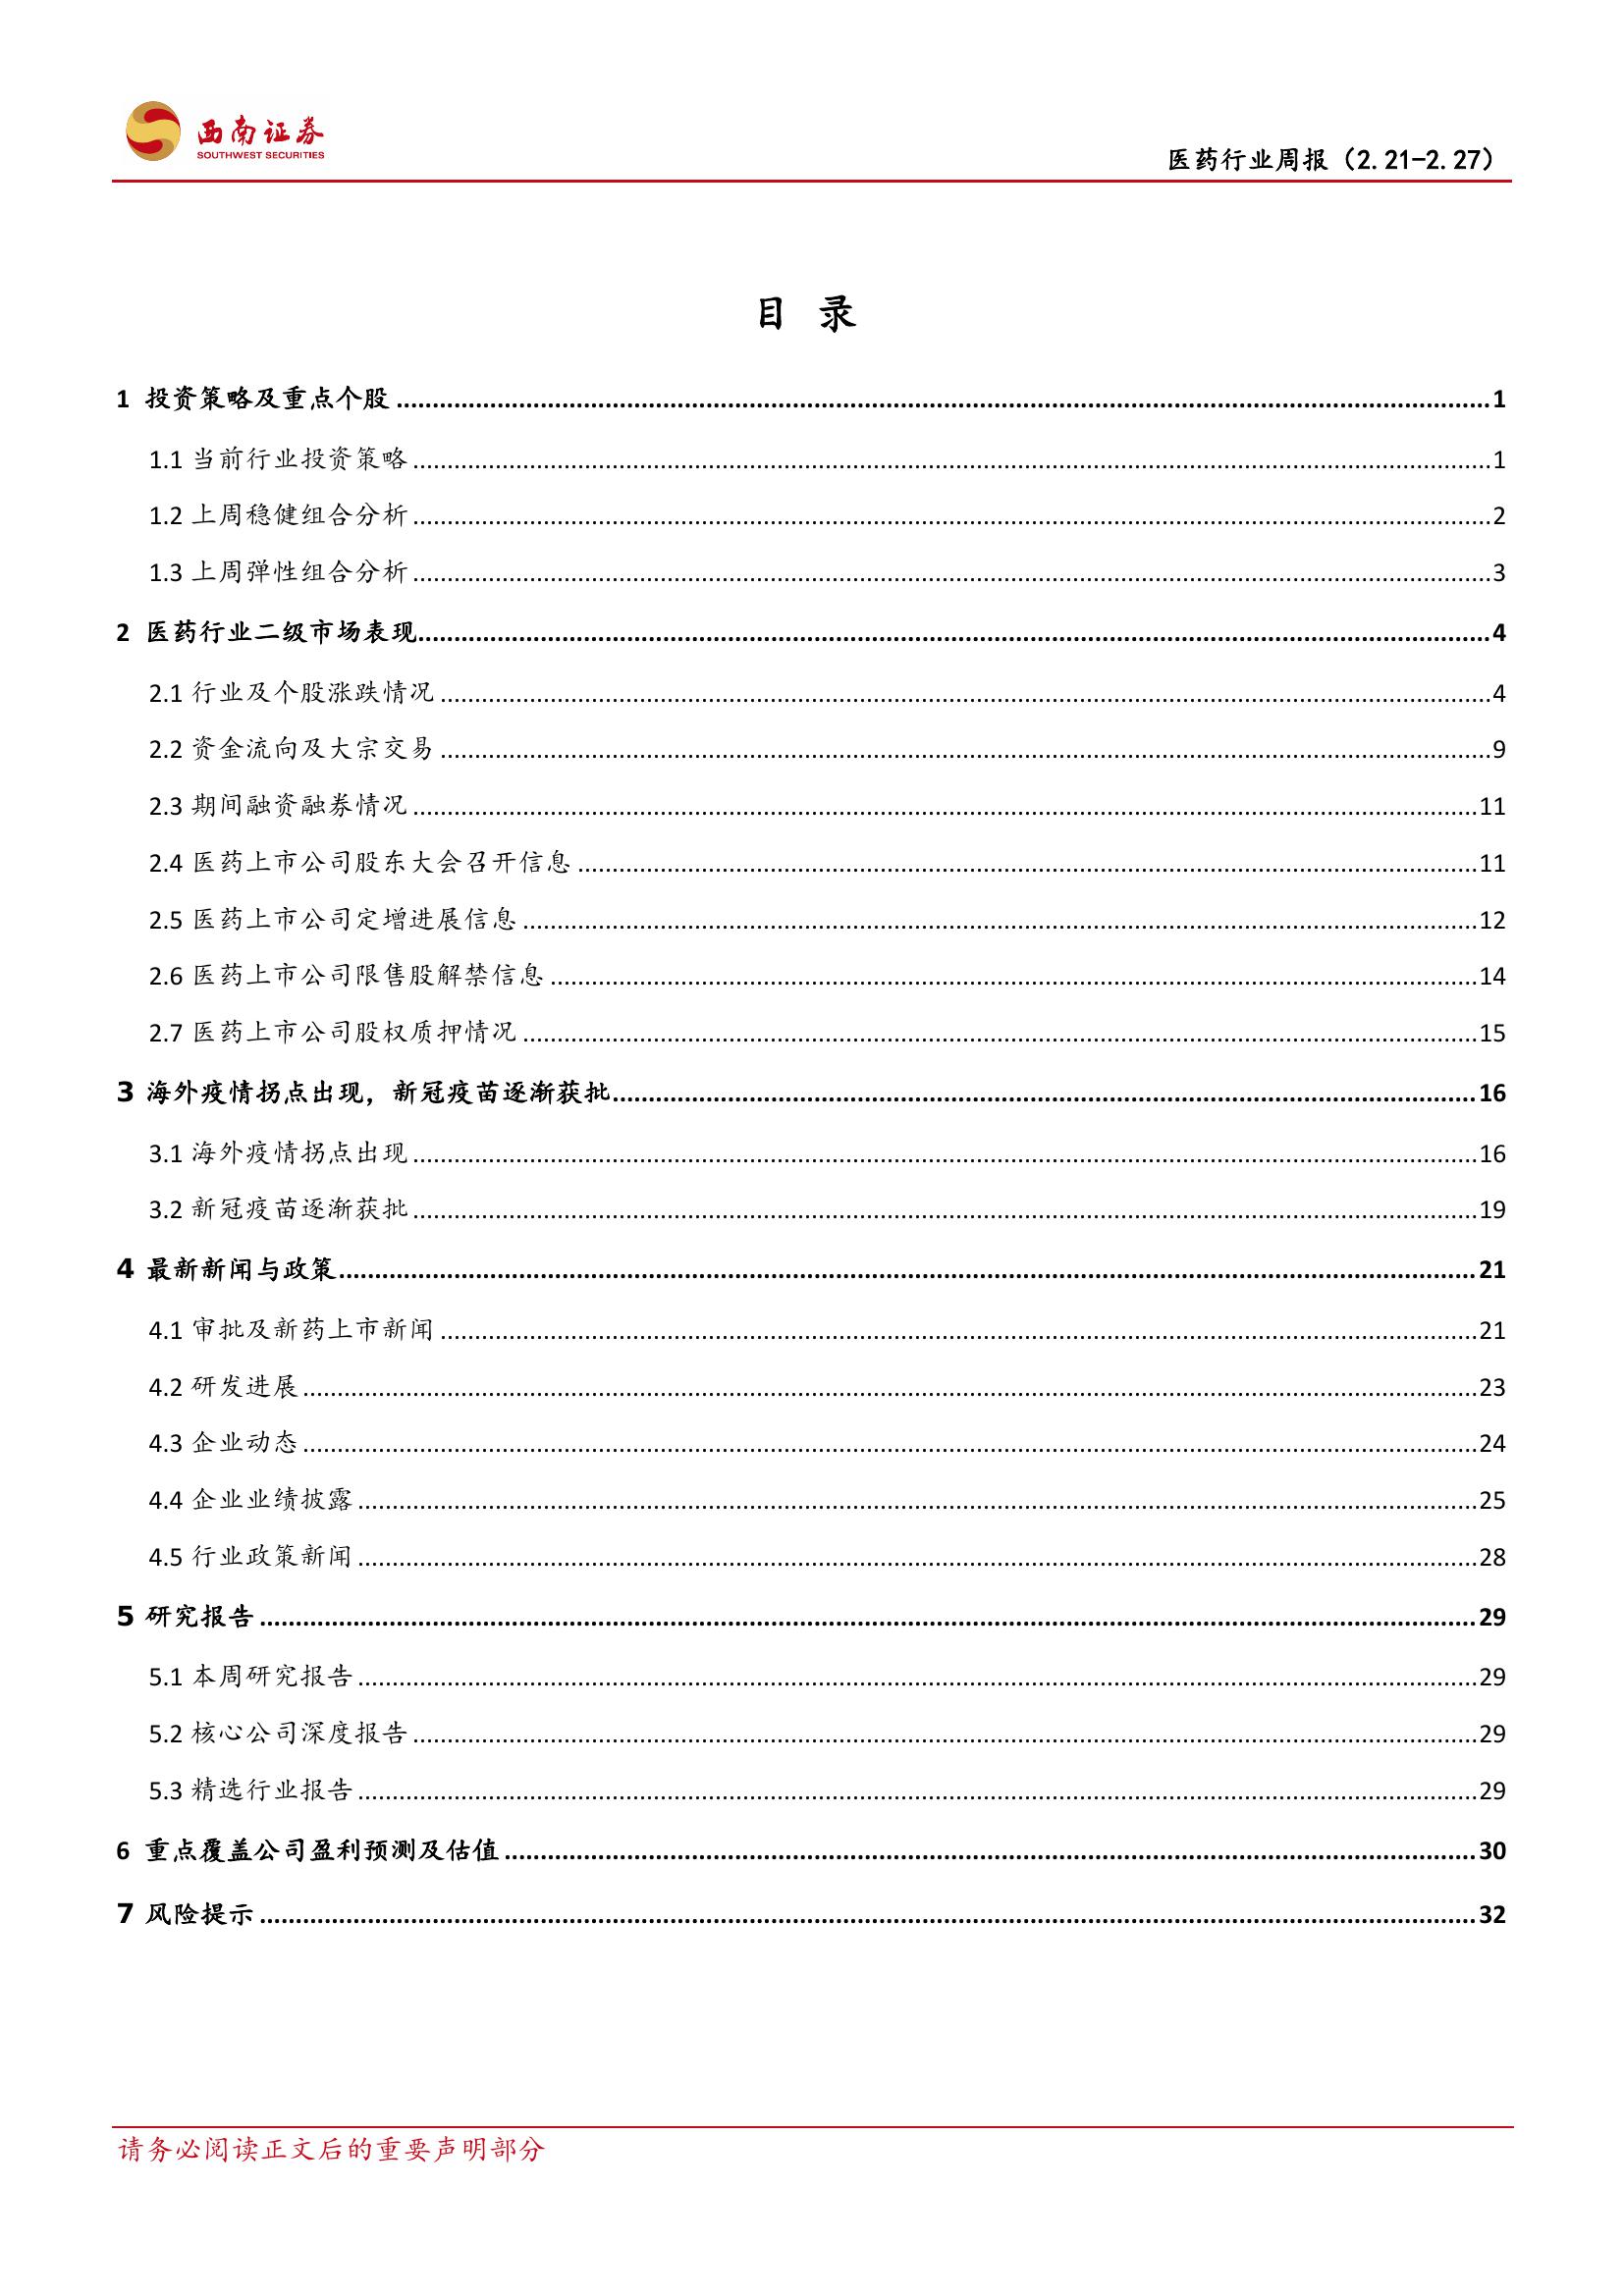 西南证券
SOUTHWEST SECURITIES
医药行业周报（2.21-2.27）
目 录
1 投资策略及重点个股 1
1.1 当前行业投资策略 1
1.2 上周稳健组合分析 2
1.3 上周弹性组合分析 3
2 医药行业二级市场表现 4
2.1 行业及个股涨跌情况 4
2.2 资金流向及大宗交易 9
2.3 期间融资融券情况 11
2.4 医药上市公司股东大会召开信息 11
2.5 医药上市公司定增进展信息 12
2.6 医药上市公司限售股解禁信息 14
2.7 医药上市公司股权质押情况 15
3 海外疫情拐点出现，新冠疫苗逐渐获批 16
3.1 海外疫情拐点出现 16
3.2 新冠疫苗逐渐获批 19
4 最新新闻与政策 21
4.1 审批及新药上市新闻 21
4.2 研发进展 23
4.3 企业动态 24
4.4 企业业绩披露 25
4.5 行业政策新闻 28
5 研究报告 29
5.1 本周研究报告 29
5.2 核心公司深度报告 29
5.3 精选行业报告 29
6 重点覆盖公司盈利预测及估值 30
7 风险提示 32
请务必阅读正文后的重要声明部分